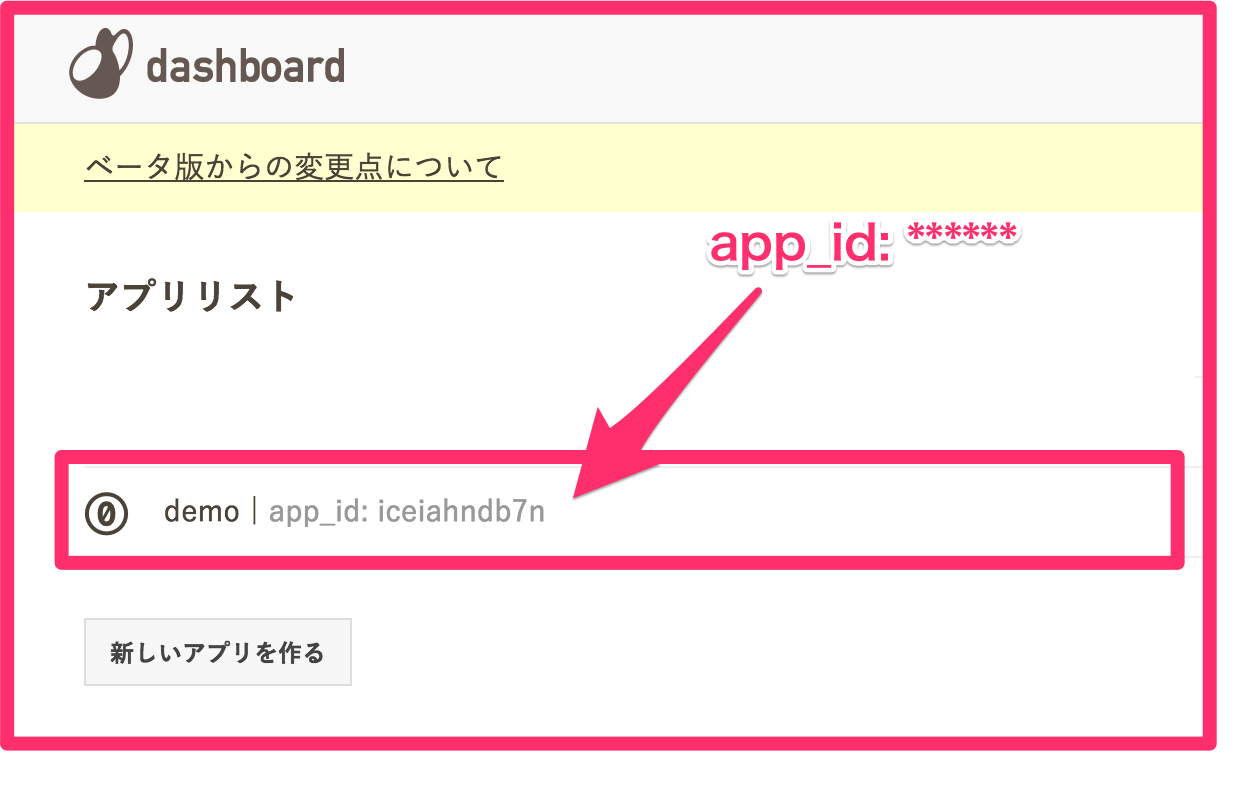 dashboard
ベータ版からの変更点について
app_id: ******
アプリリスト
demo | app_id: iceiahndb7n
新しいアプリを作る